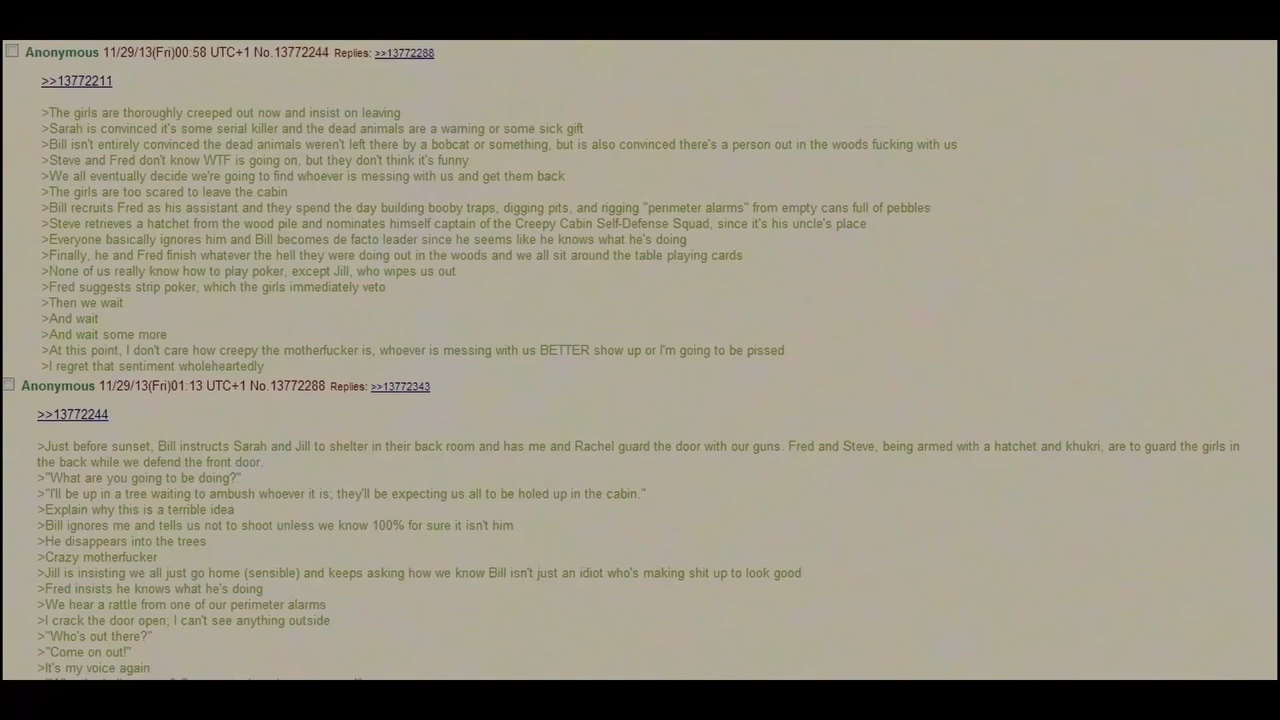 Anonymous 11/29/13(Fri)00:58 UTC+1 No.13772244 Replies: >>13772288
>>13772211
>The girls are thoroughly creeped out now and insist on leaving
>Sarah is convinced it's some serial killer and the dead animals are a warning or some sick gift
>Bill isn't entirely convinced the dead animals weren't left there by a bobcat or something, but is also convinced there's a person out in the woods fucking with us
>Steve and Fred don't know WTF is going on, but they don't think it's funny
>We all eventually decide we're going to find whoever is messing with us and get them back
>The girls are too scared to leave the cabin
>Bill recruits Fred as his assistant and they spend the day building booby traps, digging pits, and rigging "perimeter alarms" from empty cans full of pebbles
>Steve retrieves a hatchet from the wood pile and nominates himself captain of the Creepy Cabin Self-Defense Squad, since it's his uncle's place
>Everyone basically ignores him and Bill becomes de facto leader since he seems like he knows what he's doing
>Finally, he and Fred finish whatever the hell they were doing out in the woods and we all sit around the table playing cards
>None of us really know how to play poker, except Jill, who wipes us out
>Fred suggests strip poker, which the girls immediately veto
>Then we wait
>And wait
>And wait some more
>At this point, I don't care how creepy the motherfucker is, whoever is messing with us BETTER show up or I'm going to be pissed
>I regret that sentiment wholeheartedly
Anonymous 11/29/13(Fri)01:13 UTC+1 No.13772288 Replies: >>13772343
>>13772244
>Just before sunset, Bill instructs Sarah and Jill to shelter in their back room and has me and Rachel guard the door with our guns. Fred and Steve, being armed with a hatchet and khukri, are to guard the girls in
the back while we defend the front door.
>"What are you going to be doing?"
>"I'll be up in a tree waiting to ambush whoever it is; they'll be expecting us all to be holed up in the cabin."
>Explain why this is a terrible idea
>Bill ignores me and tells us not to shoot unless we know 100% for sure it isn't him
>He disappears into the trees
>Crazy motherfucker
>Jill is insisting we all just go home (sensible) and keeps asking how we know Bill isn't just an idiot who's making shit up to look good
>Fred insists he knows what he's doing
>We hear a rattle from one of our perimeter alarms
>I crack the door open; I can't see anything outside
>"Who's out there?"
>"Come on out!"
>It's my voice again